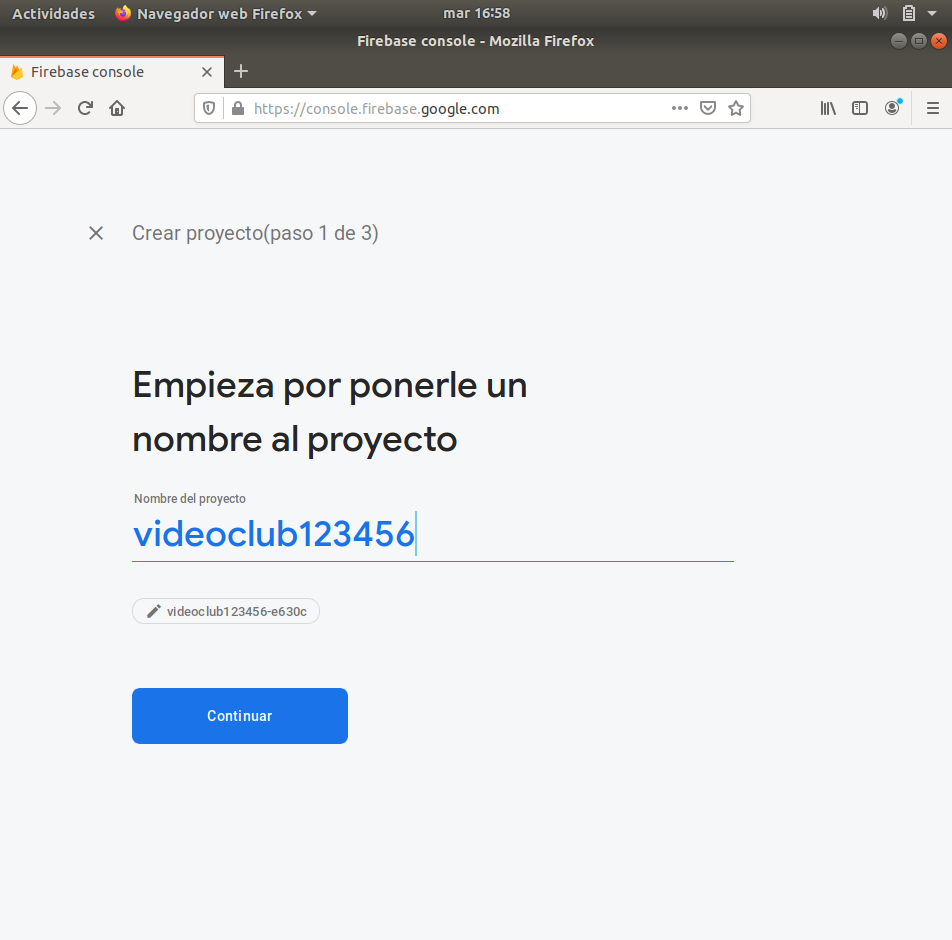 Actividades Navegador web Firefox mar 16:58
Firebase console - Mozilla Firefox
Firebase console
https://console.firebase.google.com
Crear proyecto(paso 1 de 3)
Empieza por ponerle un
nombre al proyecto
Nombre del proyecto
videoclub123456
videoclub123456-e630c
Continuar